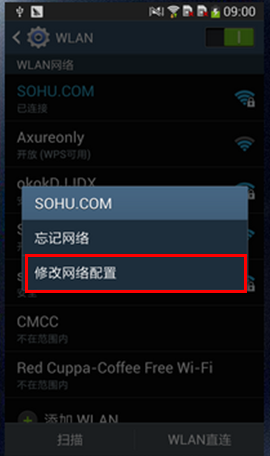 09:00
WLAN
WLAN网络
SOHU.COM
已连接
Axureonly
开放 (WPS可用)
SOHU.COM
忘记网络
修改网络配置
CMCC
不在范围内
Red Cuppa-Coffee Free Wi-Fi
不在范围内
添加 WLAN
扫描
WLAN直连